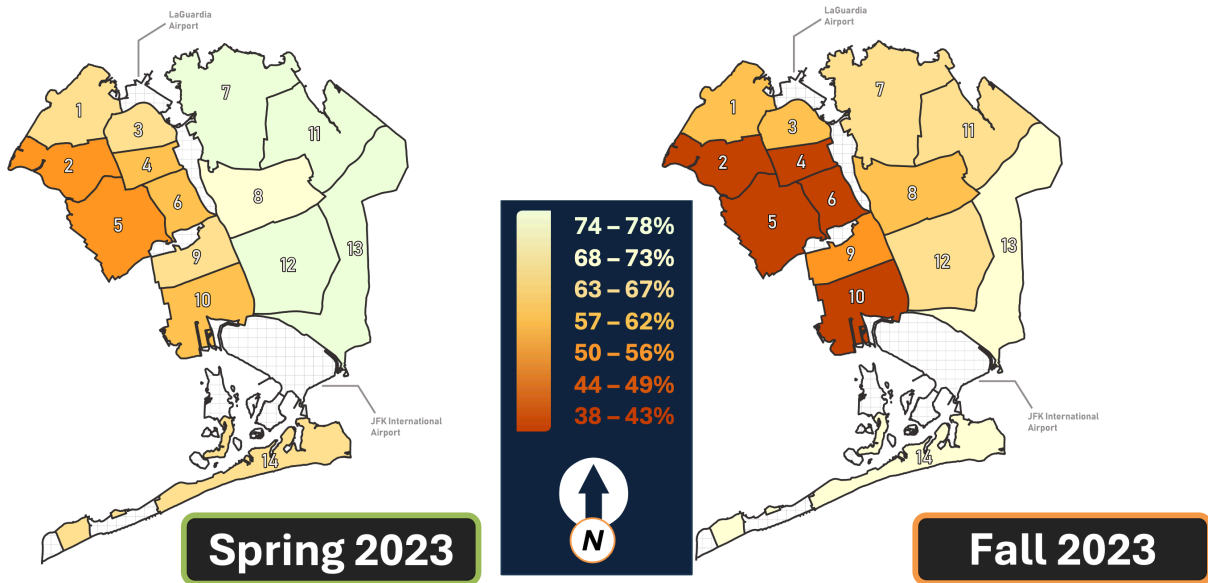 LaGuardia
Airport
1
2
3
4
5
6
7
8
9
10
11
12
13
14
JFK International
Airport
Spring 2023
74 – 78%
68 – 73%
63 – 67%
57 – 62%
50 – 56%
44 – 49%
38 – 43%
N
LaGuardia
Airport
1
2
3
4
5
6
7
8
9
10
11
12
13
14
JFK International
Airport
Fall 2023